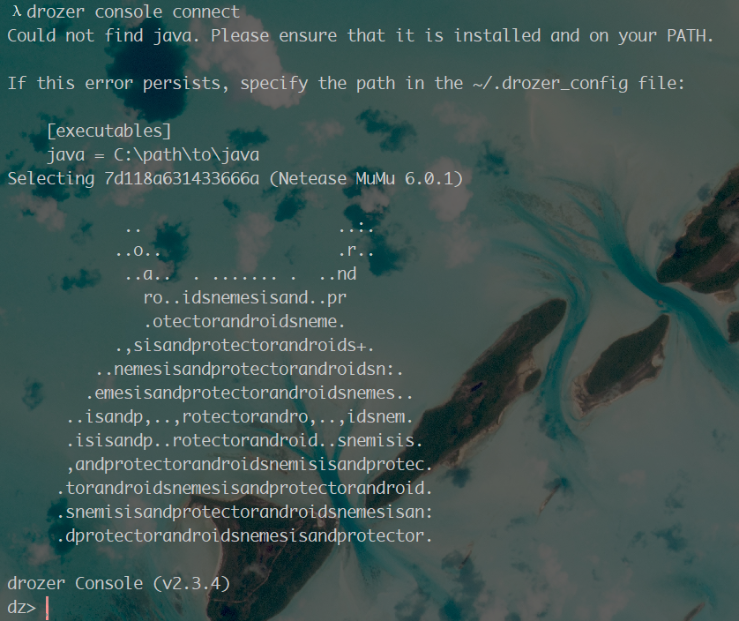 λ drozer console connect
Could not find java. Please ensure that it is installed and on your PATH.
If this error persists, specify the path in the ~/.drozer_config file:
[executables]
java = C:\path\to\java
Selecting 7d118a631433666a (Netease MuMu 6.0.1)
..                    ..:.
..o..                  .r..
..a..  . ....... .  ..nd
ro..idsnemesisand..pr
.otectorandroidsneme.
.,sisandprotectorandroids+.
..nemesisandprotectorandroidsn:.
.emesisandprotectorandroidsnemes..
..isandp,..,rotectorandro,..,idsnem.
.isisandp..rotectorandroid..snemisis.
,andprotectorandroidsnemisisandprotec.
.torandroidsnemesisandprotectorandroid.
.snemisisandprotectorandroidsnemesisan:
.dprotectorandroidsnemesisandprotector.
drozer Console (v2.3.4)
dz>